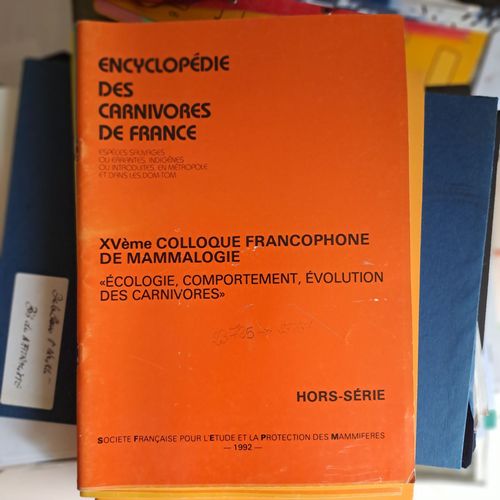 ENCYCLOPÉDIE
DES
CARNIVORES
DE FRANCE
ESPÈCES SAUVAGES
OU ERRANTES, INDIGÈNES
OU INTRODUITES, EN MÉTROPOLE
ET DANS LES DOM-TOM
XVème COLLOQUE FRANCOPHONE
DE MAMMALOGIE
«ÉCOLOGIE, COMPORTEMENT, ÉVOLUTION
DES CARNIVORES»
HORS-SÉRIE
SOCIETE FRANÇAISE POUR L'ETUDE ET LA PROTECTION DES MAMMIFERES
— 1992 —